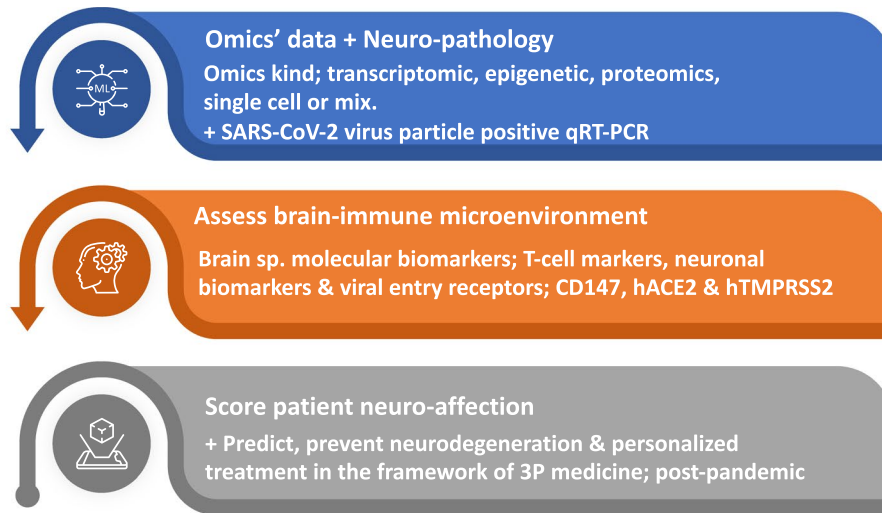 Omics’ data + Neuro-pathology
Omics kind; transcriptomic, epigenetic, proteomics,
single cell or mix.
+ SARS-CoV-2 virus particle positive qRT-PCR
ML
Assess brain-immune microenvironment
Brain sp. molecular biomarkers; T-cell markers, neuronal
biomarkers & viral entry receptors; CD147, hACE2 & hTMPRSS2
Score patient neuro-affection
+ Predict, prevent neurodegeneration & personalized
treatment in the framework of 3P medicine; post-pandemic